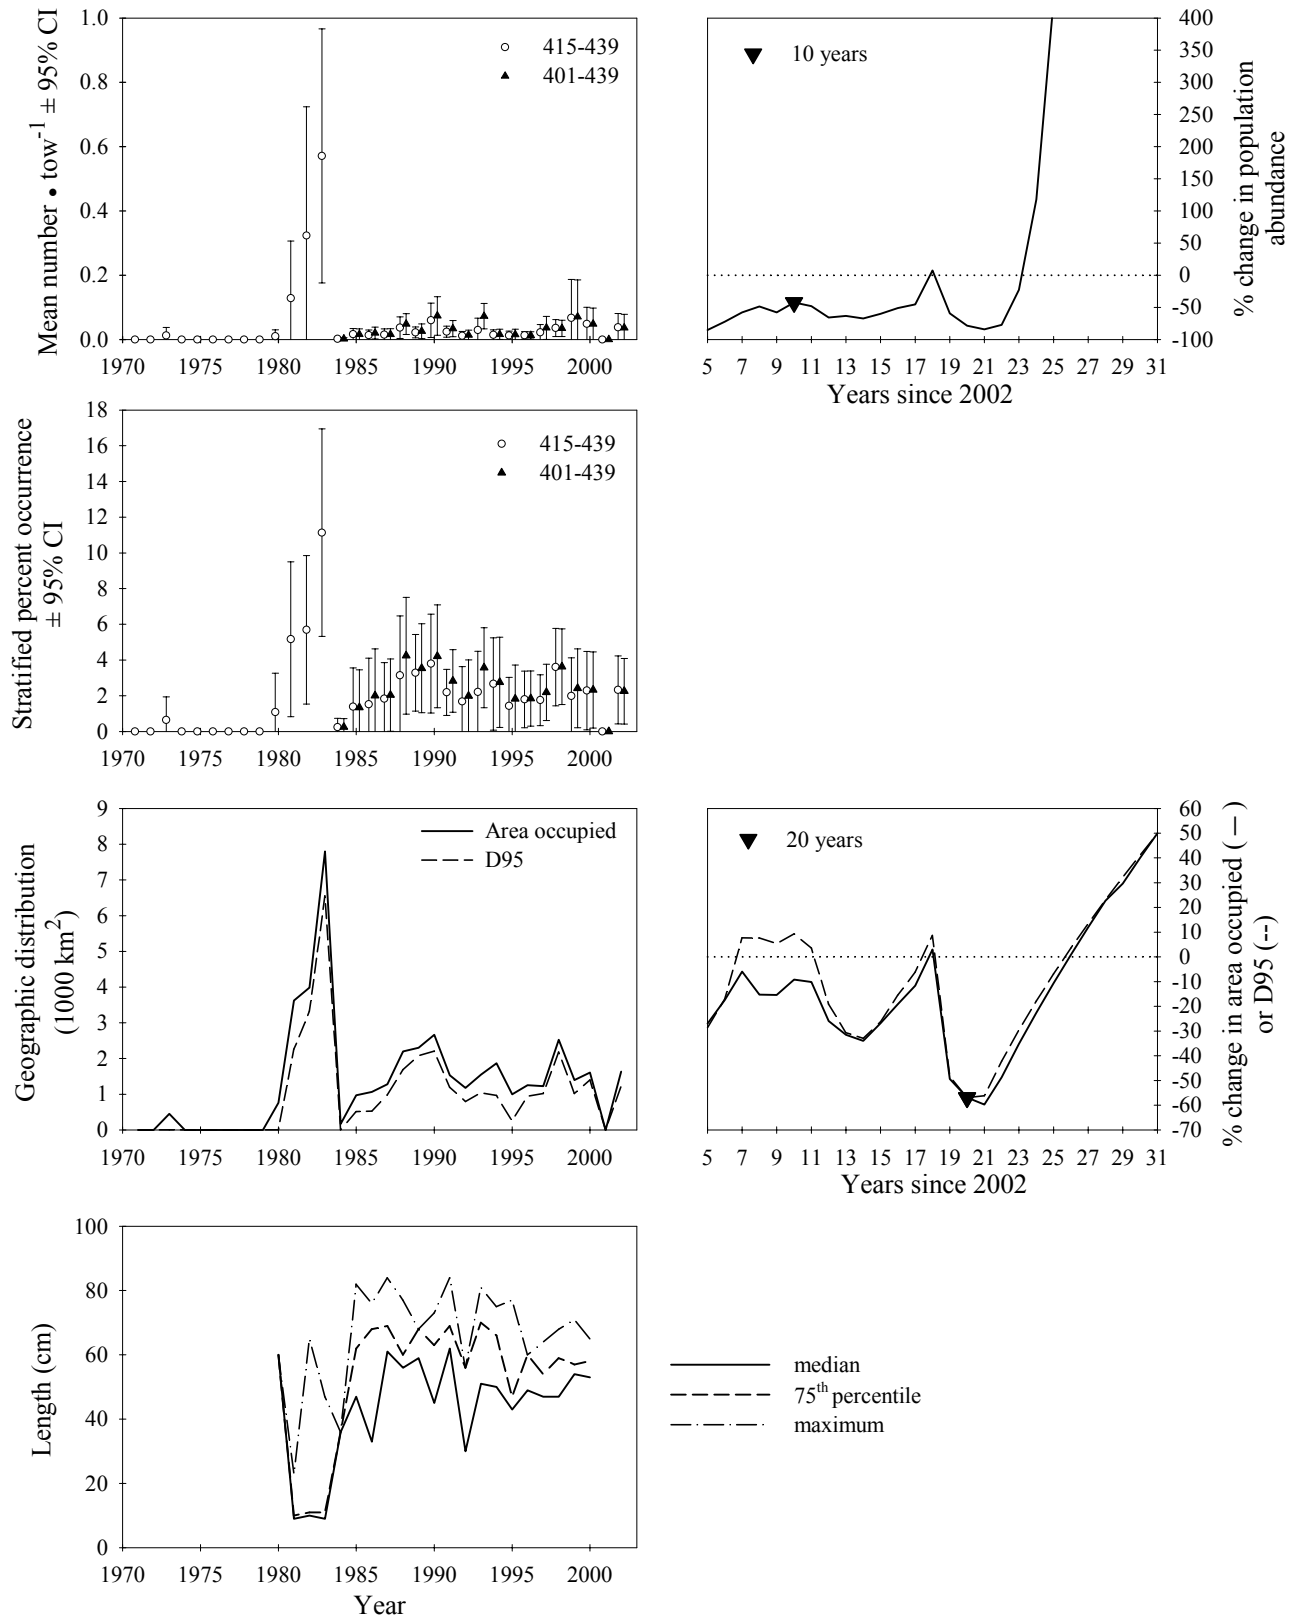 Mean number • tow-1 ± 95% CI
1.0
0.8
0.6
0.4
0.2
0.0
1970 1975 1980 1985 1990 1995 2000
415-439
401-439
10 years
400
350
300
250
200
150
100
50
0
-50
-100
% change in population
abundance
5 7 9 11 13 15 17 19 21 23 25 27 29 31
Years since 2002
Stratified percent occurrence
± 95% CI
18
16
14
12
10
8
6
4
2
0
1970 1975 1980 1985 1990 1995 2000
415-439
401-439
Geographic distribution
(1000 km2)
9
8
7
6
5
4
3
2
1
0
1970 1975 1980 1985 1990 1995 2000
Area occupied
D95
20 years
60
50
40
30
20
10
0
-10
-20
-30
-40
-50
-60
-70
% change in area occupied (—)
or D95 (--)
5 7 9 11 13 15 17 19 21 23 25 27 29 31
Years since 2002
Length (cm)
100
80
60
40
20
0
1970 1975 1980 1985 1990 1995 2000
Year
median
75th percentile
maximum